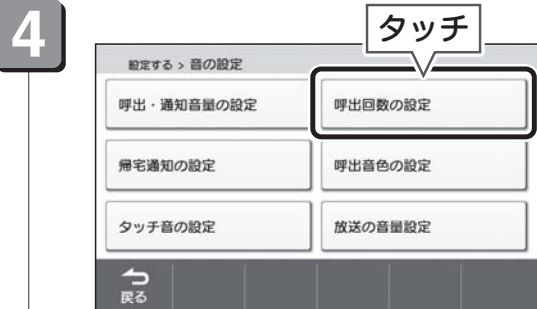 4
タッチ
設定する > 音の設定
呼出・通知音量の設定
呼出回数の設定
帰宅通知の設定
呼出音色の設定
タッチ音の設定
放送の音量設定
戻る